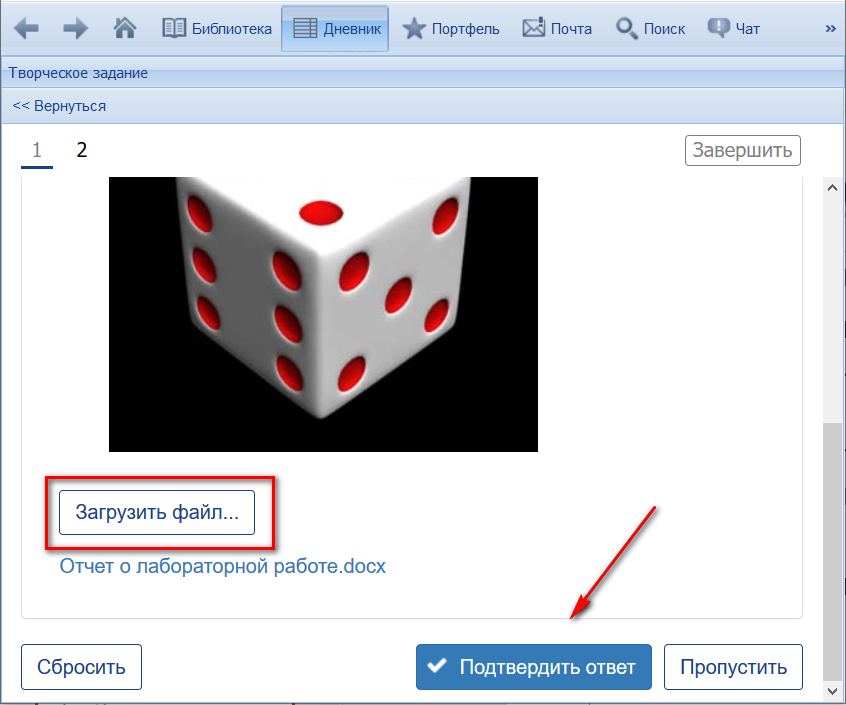 Библиотека Дневник Портфель Почта Поиск Чат »
Творческое задание
<< Вернуться
1 2 Завершить
Загрузить файл...
Отчет о лабораторной работе.docx
Сбросить Подтвердить ответ Пропустить